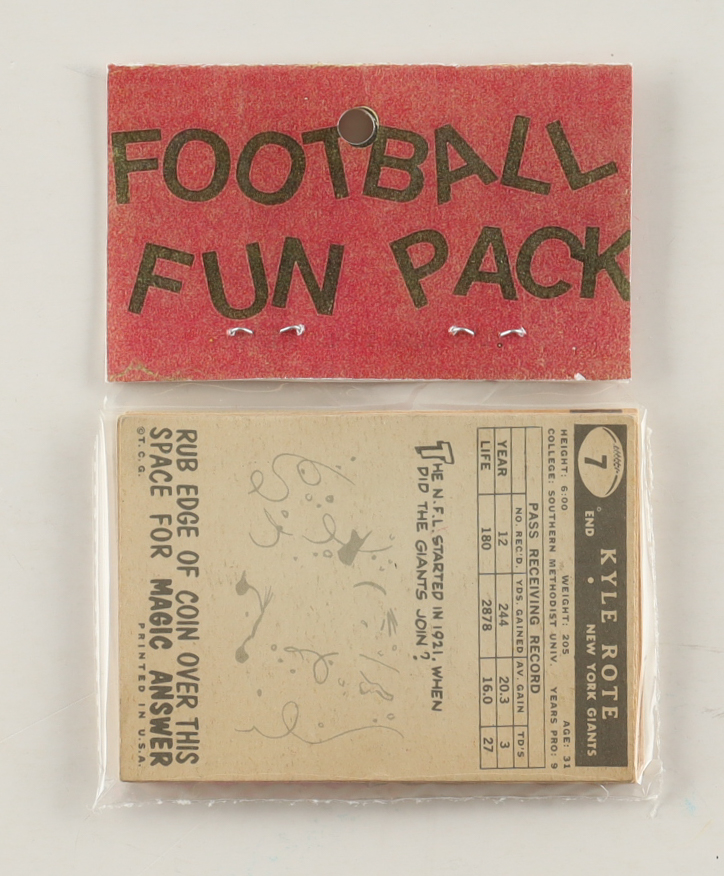 FOOTBALL
FUN PACK
7
KYLE ROTE
END • NEW YORK GIANTS
HEIGHT: 6:00 WEIGHT: 205 AGE: 31
COLLEGE: SOUTHERN METHODIST UNIV. YEARS PRO: 9
PASS RECEIVING RECORD
NO. REC'D. YDS GAINED AV. GAIN TD'S
YEAR 12 244 20.3 3
LIFE 180 2878 16.0 27
THE N.F.L. STARTED IN 1921, WHEN
DID THE GIANTS JOIN?
RUB EDGE OF COIN OVER THIS
SPACE FOR MAGIC ANSWER
©T.C.G. PRINTED IN U.S.A.